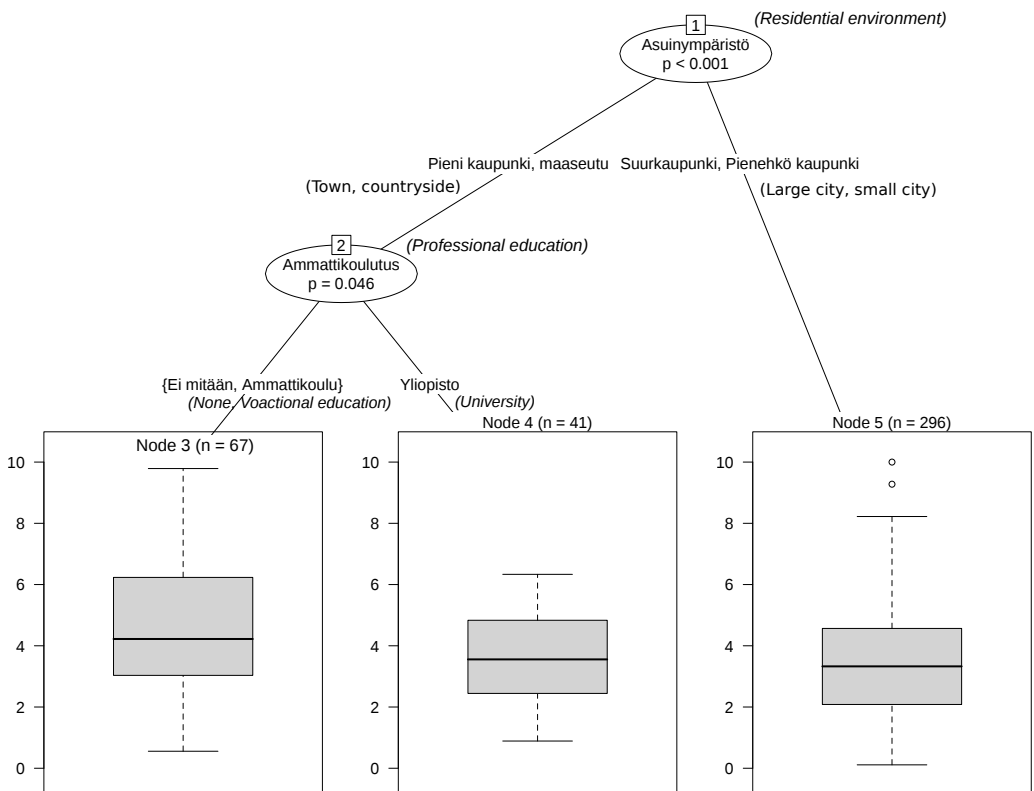 (Residential environment)
1
Asuinympäristö
p < 0.001
Pieni kaupunki, maaseutu
Suurkaupunki, Pienehkö kaupunki
(Town, countryside)
(Large city, small city)
2
(Professional education)
Ammattikoulutus
p = 0.046
{Ei mitään, Ammattikoulu}
Yliopisto
(None, Voactional education)
(University)
Node 3 (n = 67)
Node 4 (n = 41)
Node 5 (n = 296)
10
8
6
4
2
0
10
8
6
4
2
0
10
8
6
4
2
0